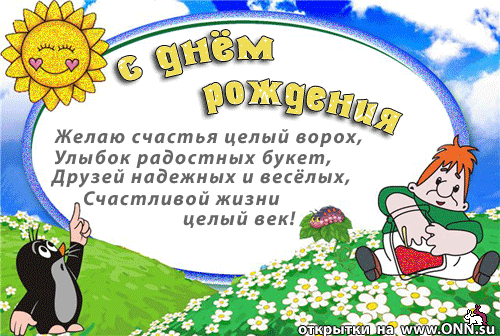 с днём
рождения
Желаю счастья целый ворох,
Улыбок радостных букет,
Друзей надежных и весёлых,
Счастливой жизни
целый век!
открытки на www.ONN.su